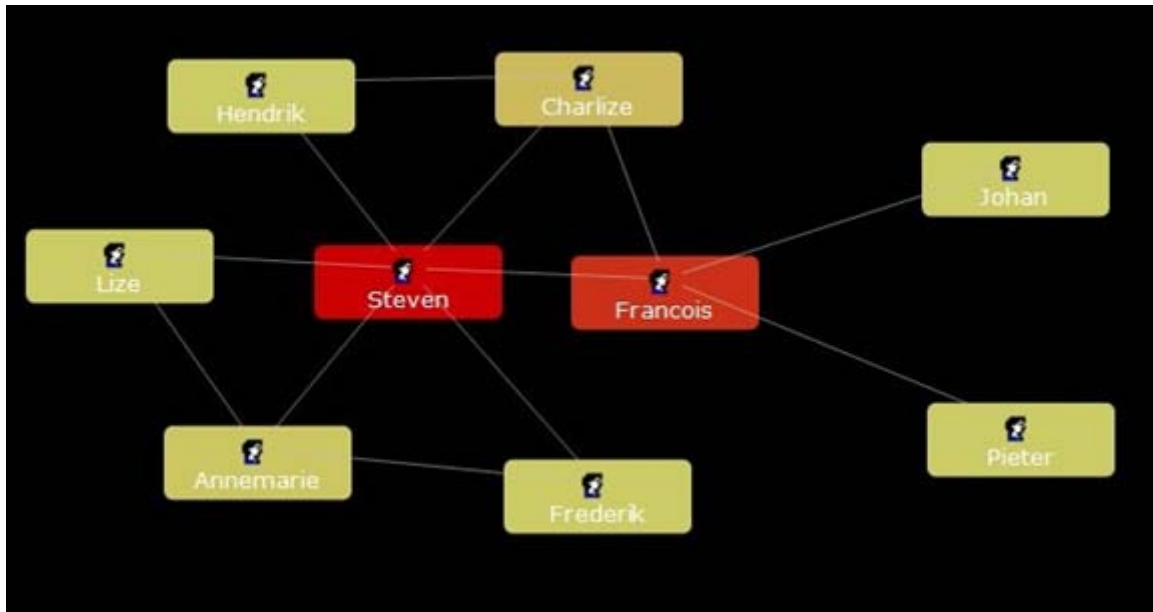 Hendrik
Charlize
Johan
Lize
Steven
Francois
Annemarie
Frederik
Pieter